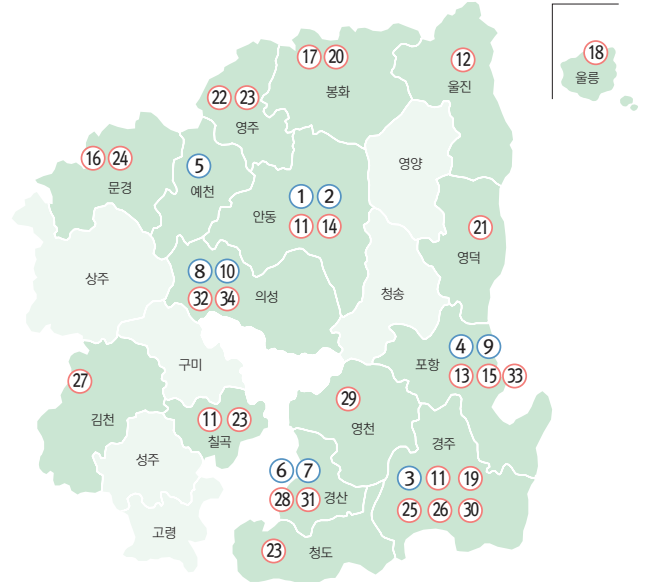 17 20
봉화
12
울진
18
울릉
22 23
영주
16 24
문경
5
예천
영양
1 2
11 14
안동
21
영덕
상주
8 10
32 34
의성
청송
구미
4 9
13 15 33
포항
27
김천
11 23
칠곡
29
영천
경주
3 11 19
25 26 30
성주
6 7
28 31
경산
고령
23
청도